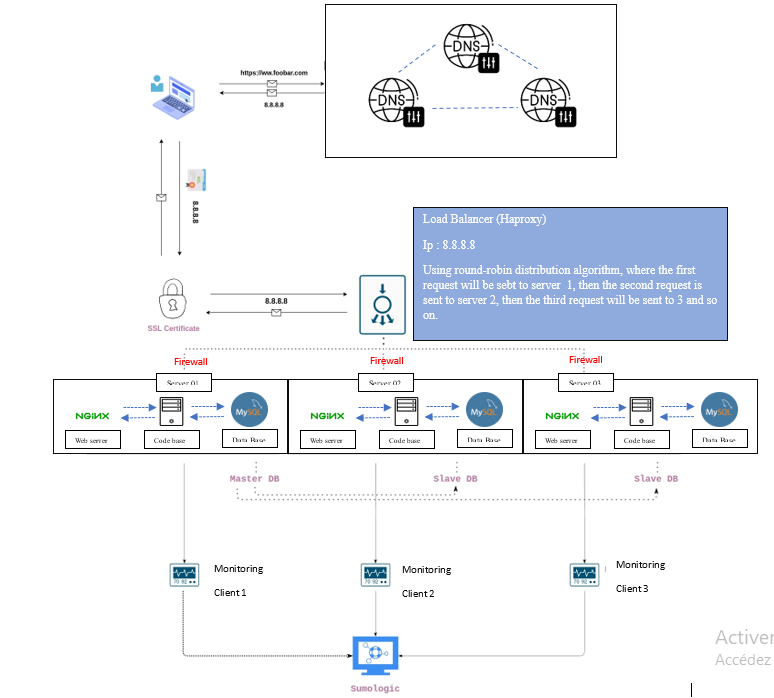 DNS
DNS
DNS
https://ww.foobar.com
8.8.8.8
8.8.8.8
Load Balancer (Haproxy)
Ip : 8.8.8.8
Using round-robin distribution algorithm, where the first
request will be sebt to server 1, then the second request is
sent to server 2, then the third request will be sent to 3 and so
on.
8.8.8.8
SSL Certificate
Firewall
Firewall
Firewall
Server 01
Server 02
Server 03
NGINX
MySQL
NGINX
MySQL
NGINX
MySQL
Web server
Code base
Data Base
Web server
Code base
Data Base
Web server
Code base
Data Base
Master DB
Slave DB
Slave DB
Monitoring
Client 1
Monitoring
Client 2
Monitoring
Client 3
70 92
70 92
70 92
Sumologic
Activer
Accédez